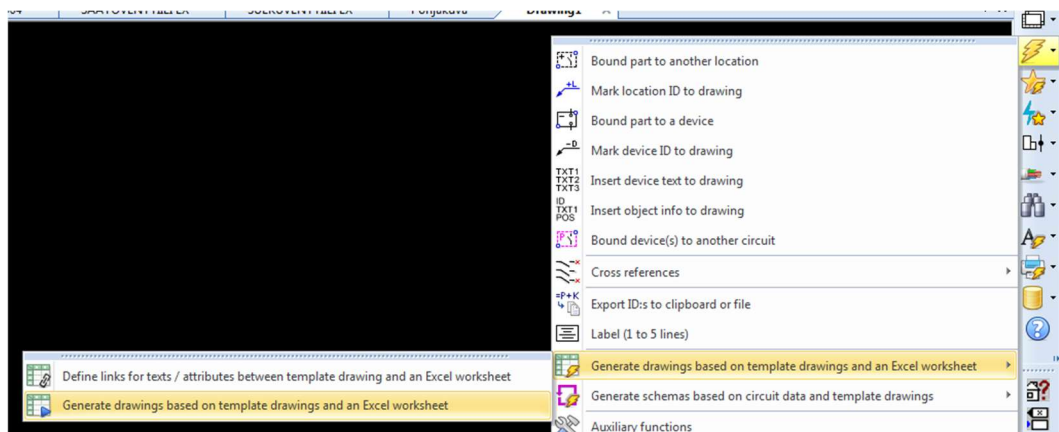 Drawing1
Bound part to another location
+L
Mark location ID to drawing
Bound part to a device
-D
Mark device ID to drawing
TXT1
TXT2
TXT3
Insert device text to drawing
ID
TXT1
POS
Insert object info to drawing
Bound device(s) to another circuit
Cross references
=P+K
Export ID:s to clipboard or file
Label (1 to 5 lines)
Generate drawings based on template drawings and an Excel worksheet
Define links for texts / attributes between template drawing and an Excel worksheet
Generate drawings based on template drawings and an Excel worksheet
Generate schemas based on circuit data and template drawings
Auxiliary functions